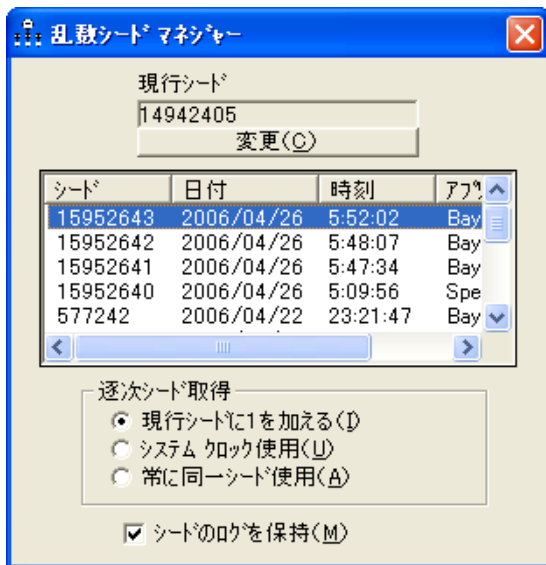 乱数シード マネジャー
現行シード
14942405
変更(C)
シード 日付 時刻
15952643 2006/04/26 5:52:02 Bay
15952642 2006/04/26 5:48:07 Bay
15952641 2006/04/26 5:47:34 Bay
15952640 2006/04/26 5:09:56 Spe
577242 2006/04/22 23:21:47 Bay
逐次シード取得
現行シードに1を加える(I)
システム クロック使用(U)
常に同一シード使用(A)
シードのログを保持(M)